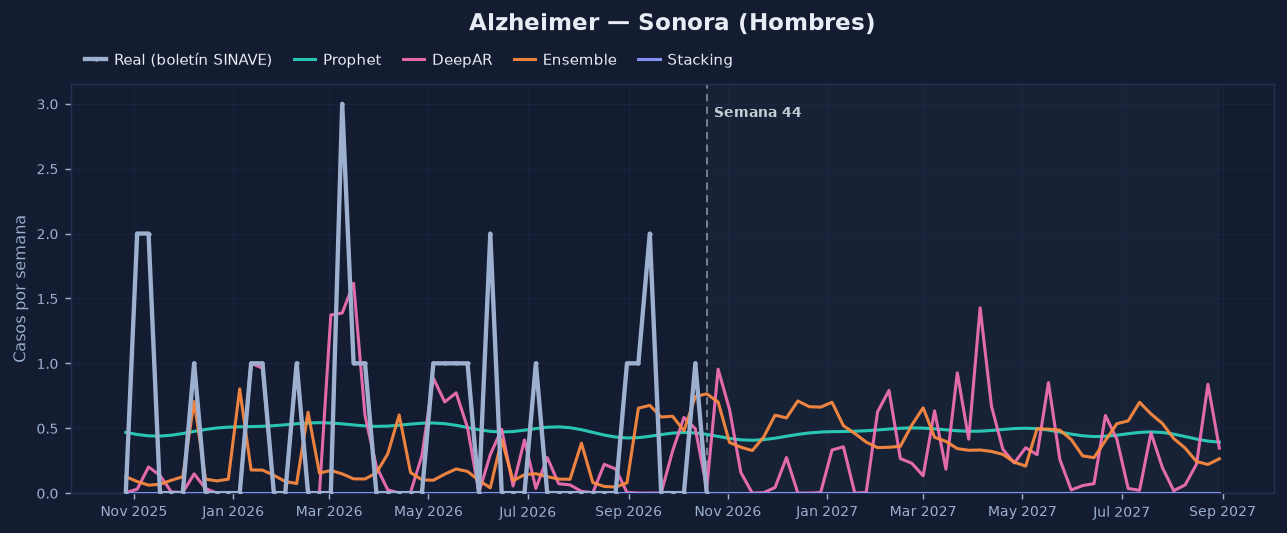 Alzheimer — Sonora (Hombres)
Real (boletín SINAVE) Prophet DeepAR Ensemble Stacking
Semana 44
Casos por semana
3.0
2.5
2.0
1.5
1.0
0.5
0.0
Nov 2025 Jan 2026 Mar 2026 May 2026 Jul 2026 Sep 2026 Nov 2026 Jan 2027 Mar 2027 May 2027 Jul 2027 Sep 2027